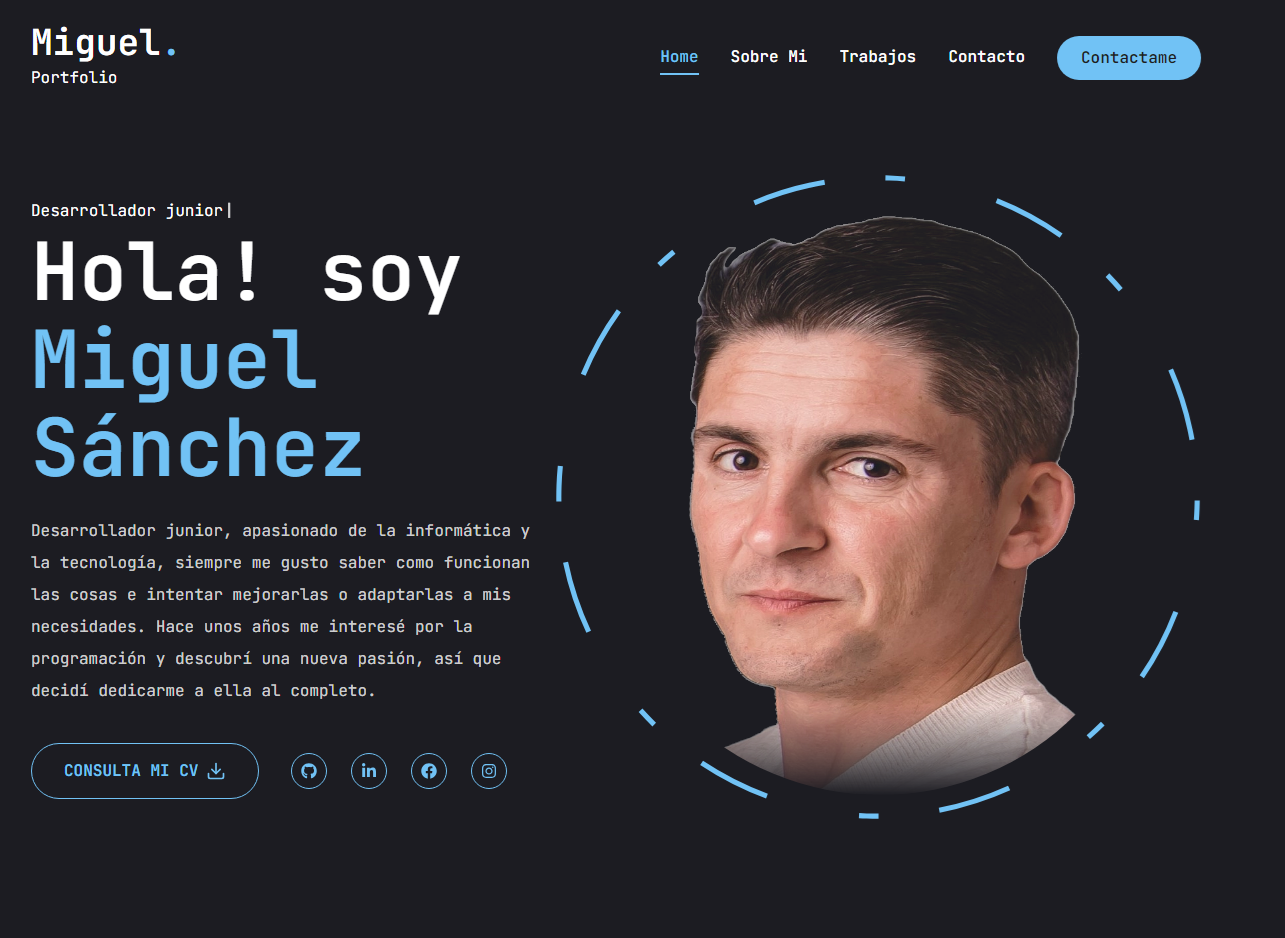 Miguel.
Portfolio
Home Sobre Mi Trabajos Contacto Contactame
Desarrollador junior|
Hola! soy
Miguel
Sánchez
Desarrollador junior, apasionado de la informática y
la tecnología, siempre me gusto saber como funcionan
las cosas e intentar mejorarlas o adaptarlas a mis
necesidades. Hace unos años me interesé por la
programación y descubrí una nueva pasión, así que
decidí dedicarme a ella al completo.
CONSULTA MI CV